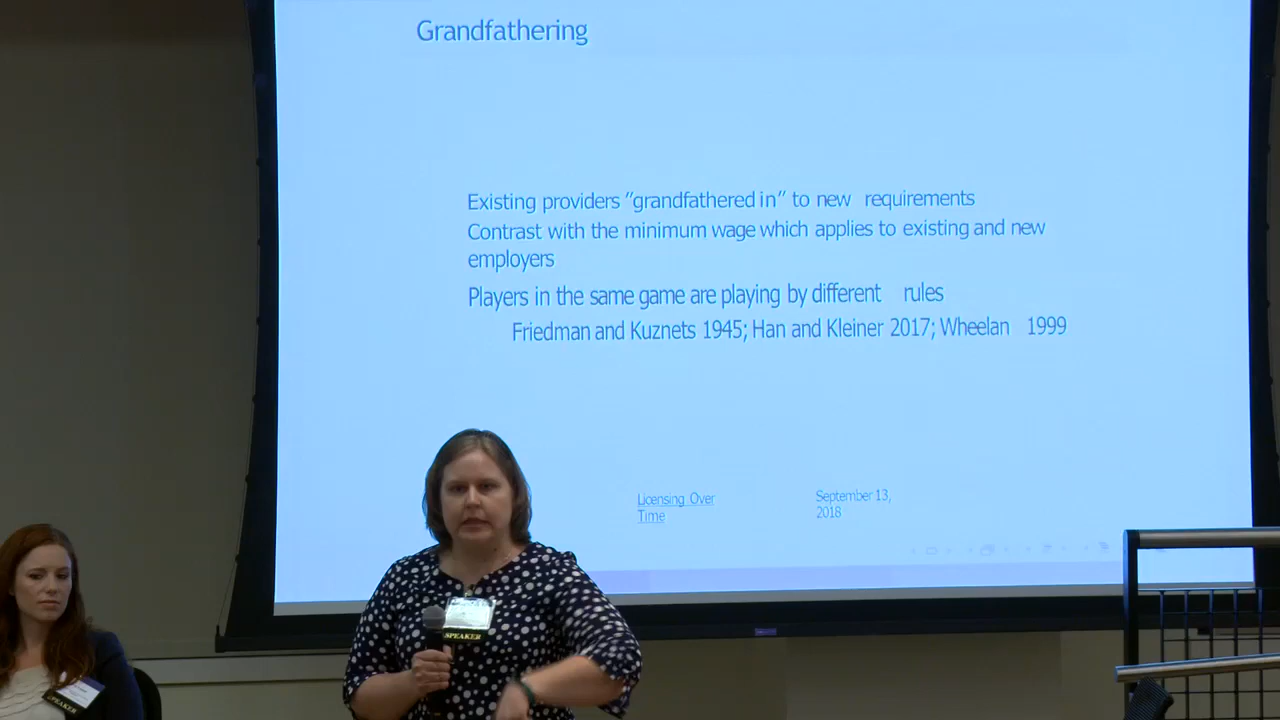 Grandfathering
Existing providers ”grandfathered in” to new requirements
Contrast with the minimum wage which applies to existing and new
employers
Players in the same game are playing by different rules
Friedman and Kuznets 1945; Han and Kleiner 2017; Wheelan 1999
Licensing Over
Time
September 13,
2018
SPEAKER
SPEAKER